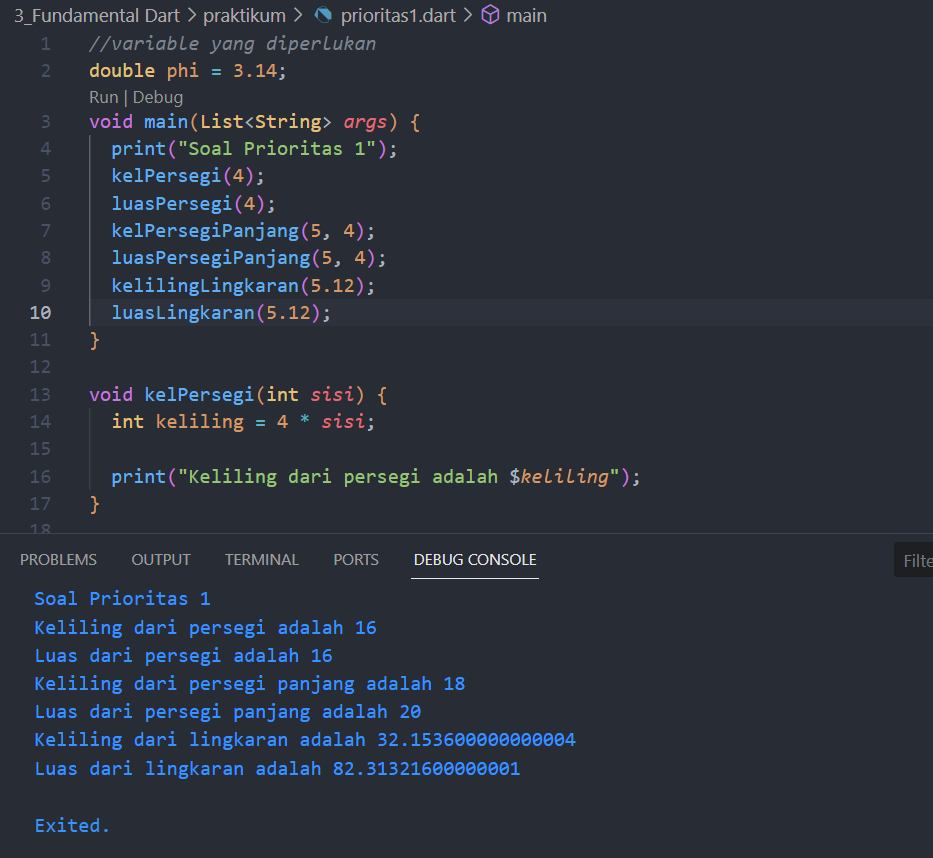 3_Fundamental Dart > praktikum > prioritas1.dart > main
1 //variable yang diperlukan
2 double phi = 3.14;
Run | Debug
3 void main(List<String> args) {
4 print("Soal Prioritas 1");
5 kelPersegi(4);
6 luasPersegi(4);
7 kelPersegiPanjang(5, 4);
8 luasPersegiPanjang(5, 4);
9 kelilingLingkaran(5.12);
10 luasLingkaran(5.12);
11 }
12
13 void kelPersegi(int sisi) {
14 int keliling = 4 * sisi;
15
16 print("Keliling dari persegi adalah $keliling");
17 }
18
PROBLEMS OUTPUT TERMINAL PORTS DEBUG CONSOLE Filte
Soal Prioritas 1
Keliling dari persegi adalah 16
Luas dari persegi adalah 16
Keliling dari persegi panjang adalah 18
Luas dari persegi panjang adalah 20
Keliling dari lingkaran adalah 32.153600000000004
Luas dari lingkaran adalah 82.31321600000001
Exited.